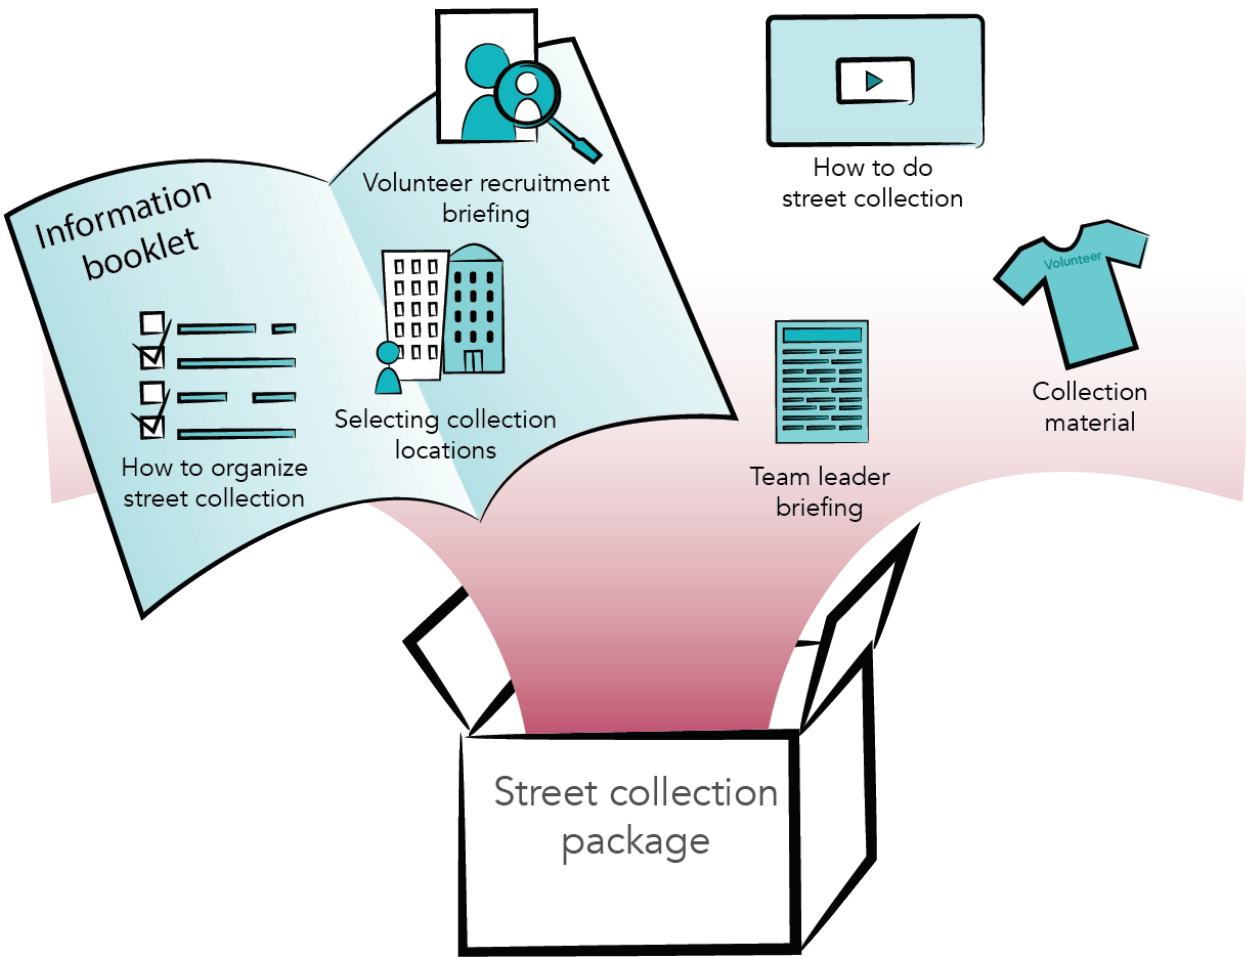 Information
booklet
Volunteer recruitment
briefing
Selecting collection
locations
How to organize
street collection
How to do
street collection
Volunteer
Collection
material
Team leader
briefing
Street collection
package